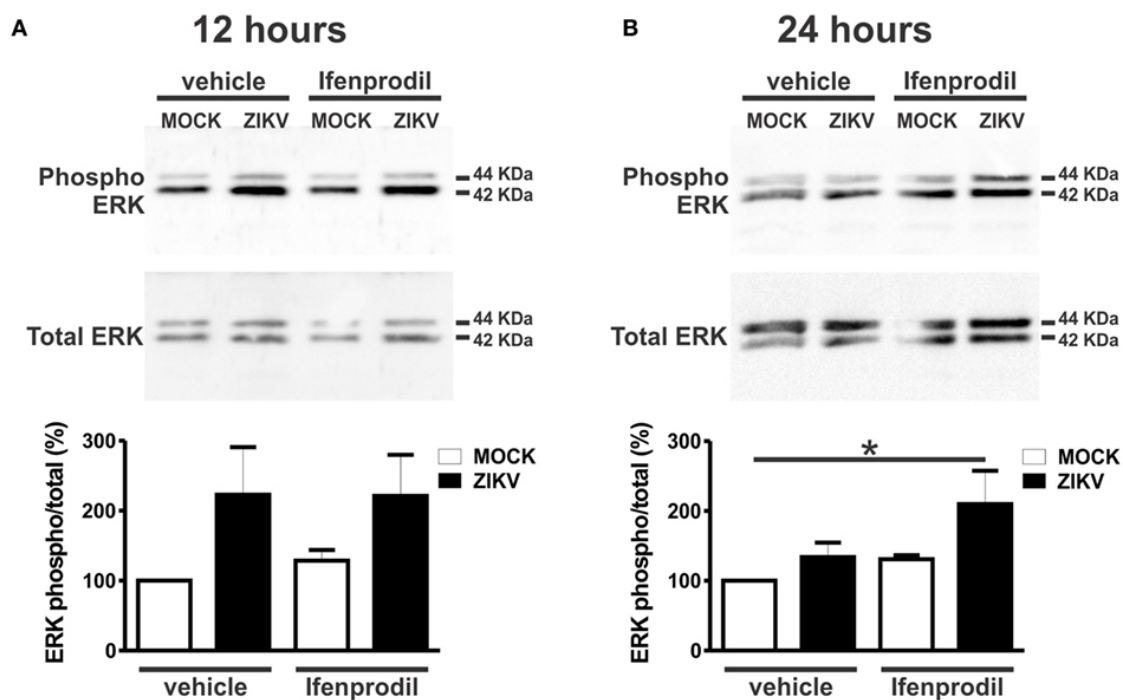 A
12 hours
vehicle
Ifenprodil
MOCK ZIKV MOCK ZIKV
Phospho
ERK
44 KDa
42 KDa
Total ERK
44 KDa
42 KDa
ERK phospho/total (%)
300
200
100
0
MOCK
ZIKV
vehicle
Ifenprodil
B
24 hours
vehicle
Ifenprodil
MOCK ZIKV MOCK ZIKV
Phospho
ERK
44 KDa
42 KDa
Total ERK
44 KDa
42 KDa
ERK phospho/total (%)
300
200
100
0
*
MOCK
ZIKV
vehicle
Ifenprodil